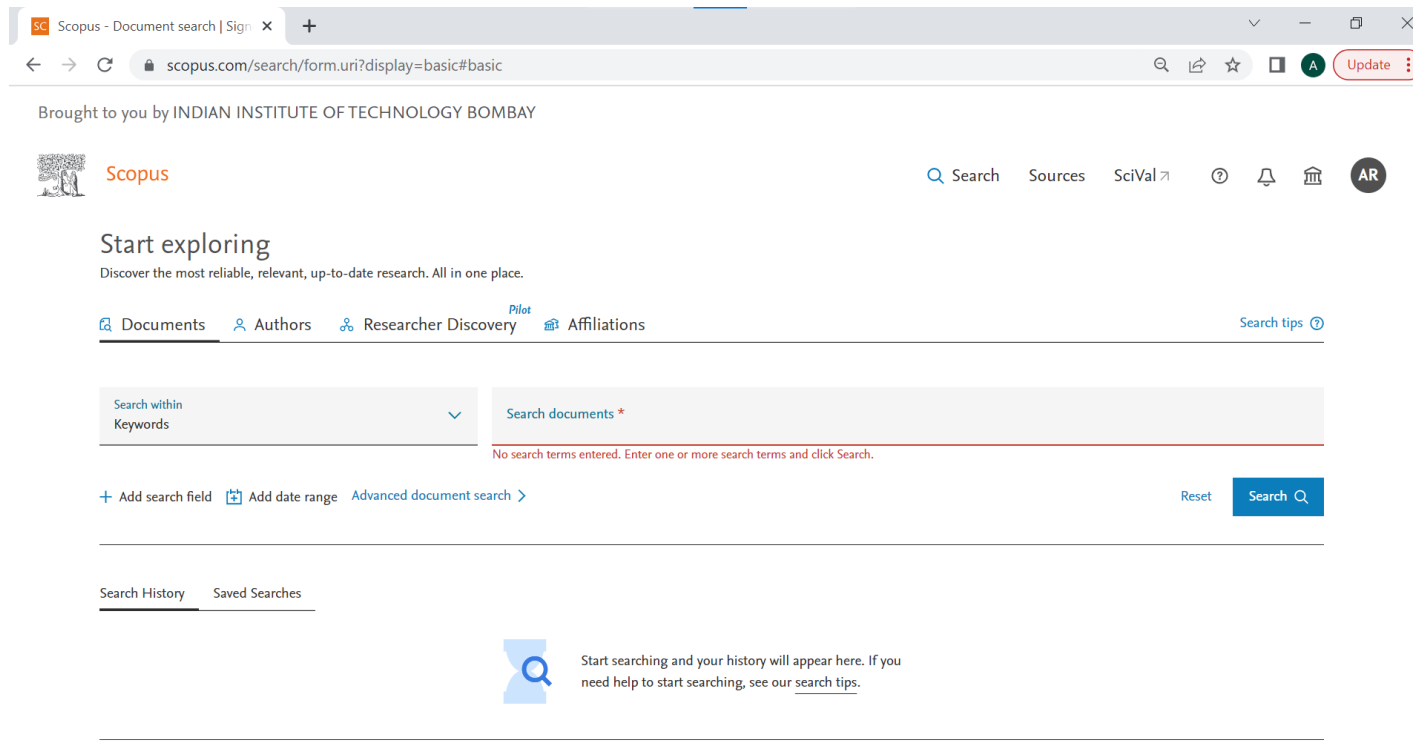 SC Scopus - Document search | Sign
scopus.com/search/form.uri?display=basic#basic A Update
Brought to you by INDIAN INSTITUTE OF TECHNOLOGY BOMBAY
Scopus Search Sources SciVal AR
Start exploring
Discover the most reliable, relevant, up-to-date research. All in one place.
Documents Authors Researcher Discovery Pilot Affiliations Search tips
Search within
Keywords
Search documents *
No search terms entered. Enter one or more search terms and click Search.
+ Add search field Add date range Advanced document search Reset Search
Search History Saved Searches
Start searching and your history will appear here. If you
need help to start searching, see our search tips.